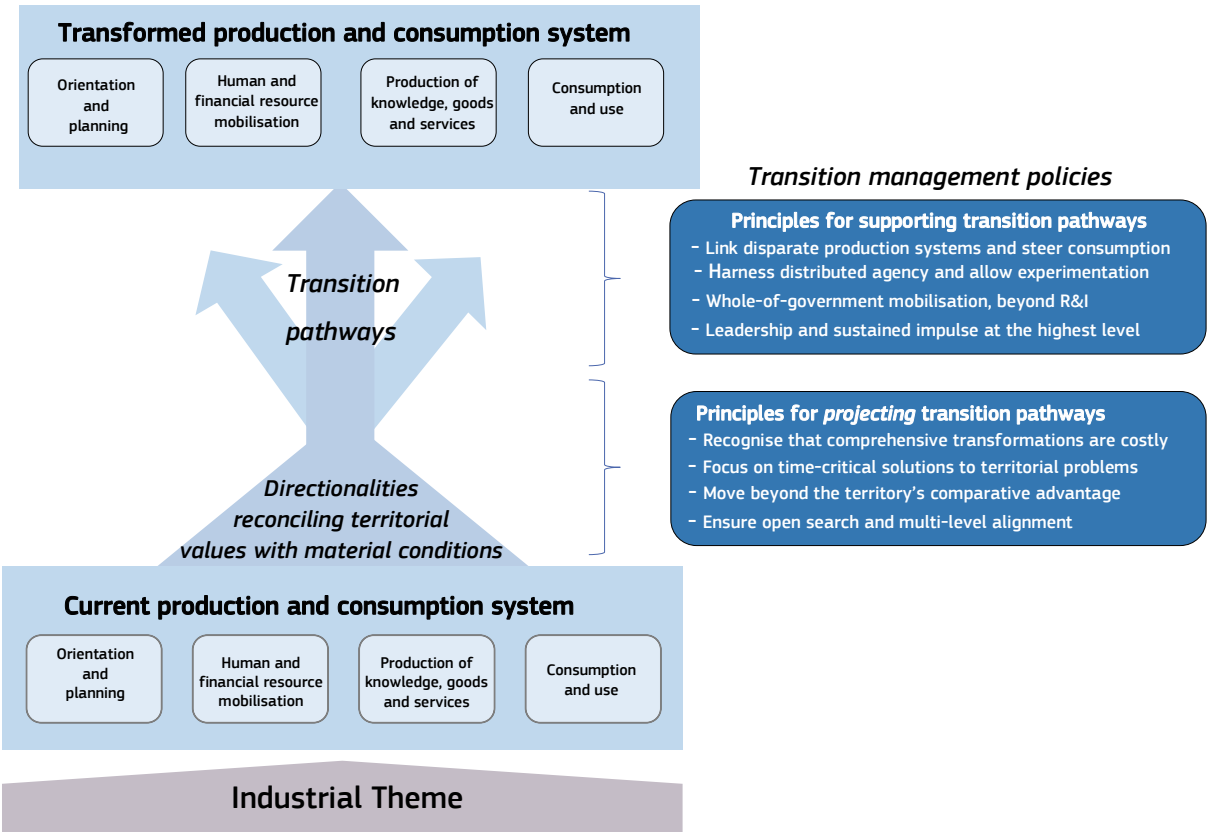 Transformed production and consumption system
Orientation
and
planning
Human and
financial resource
mobilisation
Production of
knowledge, goods
and services
Consumption
and use
Transition
pathways
Directionalities
reconciling territorial
values with material conditions
Transition management policies
Principles for supporting transition pathways
- Link disparate production systems and steer consumption
- Harness distributed agency and allow experimentation
- Whole-of-government mobilisation, beyond R&I
- Leadership and sustained impulse at the highest level
Principles for projecting transition pathways
- Recognise that comprehensive transformations are costly
- Focus on time-critical solutions to territorial problems
- Move beyond the territory's comparative advantage
- Ensure open search and multi-level alignment
Current production and consumption system
Orientation
and
planning
Human and
financial resource
mobilisation
Production of
knowledge, goods
and services
Consumption
and use
Industrial Theme